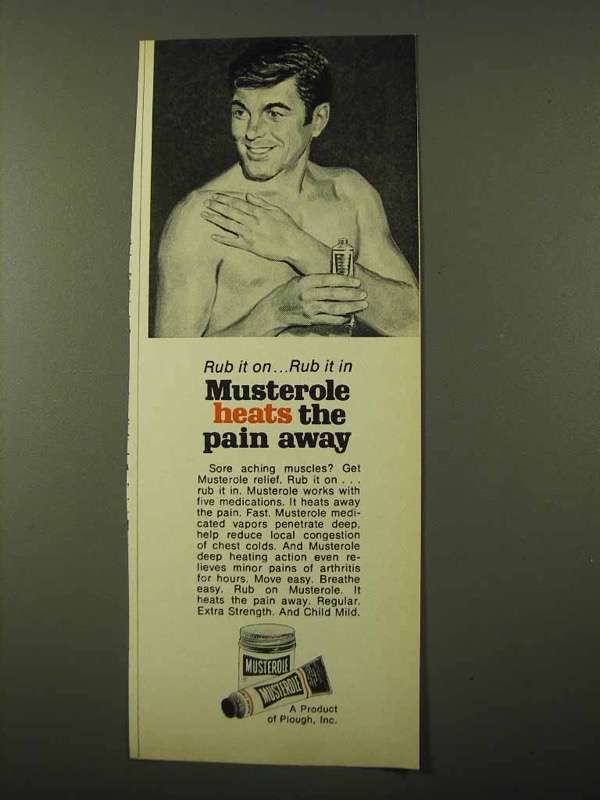 Rub it on...Rub it in
Musterole
heats the
pain away
Sore aching muscles? Get
Musterole relief. Rub it on . . .
rub it in. Musterole works with
five medications. It heats away
the pain. Fast. Musterole medi-
cated vapors penetrate deep,
help reduce local congestion
of chest colds. And Musterole
deep heating action even re-
lieves minor pains of arthritis
for hours. Move easy. Breathe
easy. Rub on Musterole. It
heats the pain away. Regular.
Extra Strength. And Child Mild.
MUSTEROLE
MUSTEROLE
A Product
of Plough, Inc.